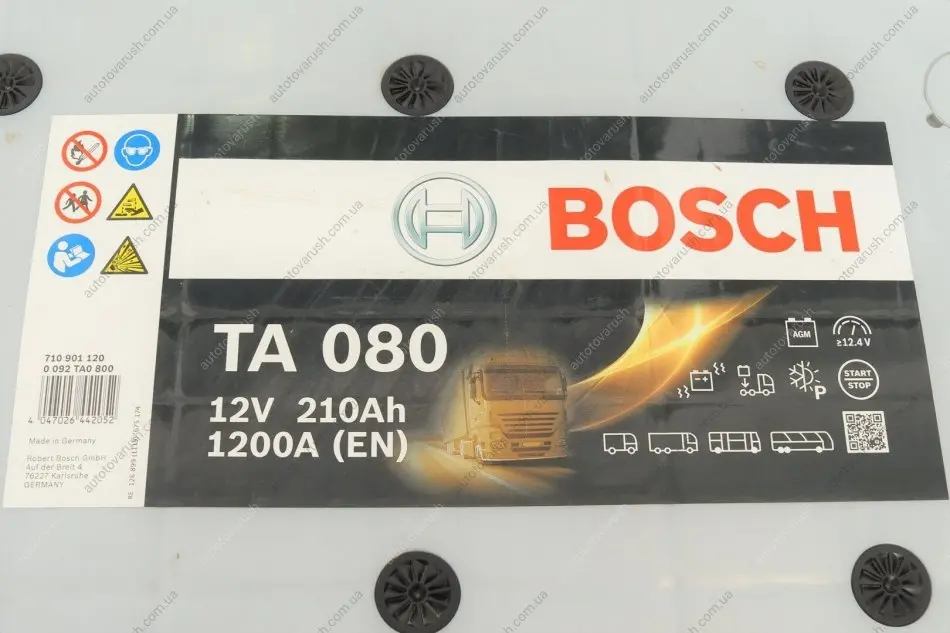 BOSCH
TA 080
12V 210Ah
1200A (EN)
AGM
≥12.4 V
P
START
STOP
710 901 120
0 092 TA0 800
4 047026 442052
Made in Germany
Robert Bosch GmbH
Auf der Breit 4
76227 Karlsruhe
GERMANY
autotovarush.com.ua